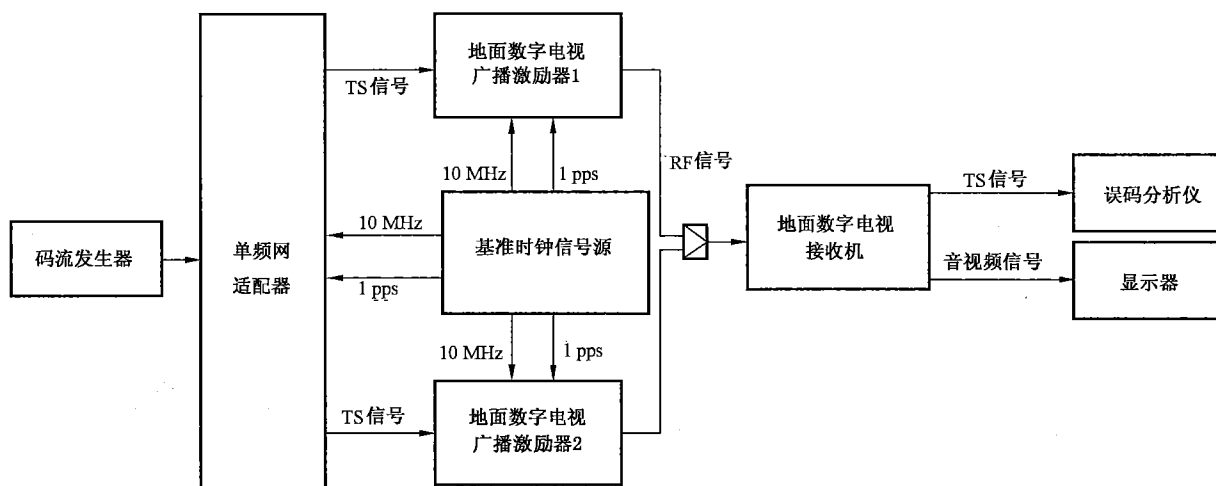 码流发生器
单频网
适配器
TS信号
地面数字电视
广播激励器1
10 MHz
1 pps
10 MHz
1 pps
基准时钟信号源
10 MHz
1 pps
TS信号
地面数字电视
广播激励器2
RF信号
地面数字电视
接收机
TS信号
误码分析仪
音视频信号
显示器